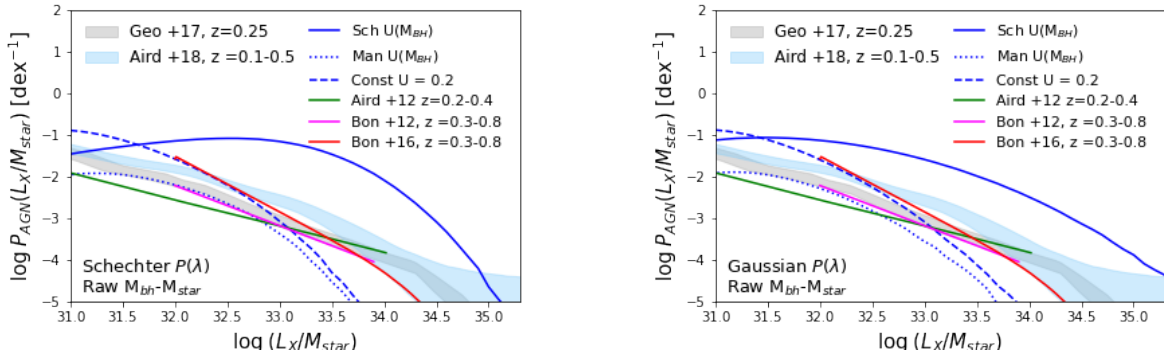 log P_AGN(L_X/M_star) [dex⁻¹]
2
1
0
−1
−2
−3
−4
−5
Geo +17, z=0.25
Aird +18, z =0.1-0.5
Sch U(M_BH)
Man U(M_BH)
Const U = 0.2
Aird +12 z=0.2-0.4
Bon +12, z =0.3-0.8
Bon +16, z =0.3-0.8
Schechter P(λ)
Raw M_bh-M_star
31.0 31.5 32.0 32.5 33.0 33.5 34.0 34.5 35.0
log (L_X/M_star)
log P_AGN(L_X/M_star) [dex⁻¹]
2
1
0
−1
−2
−3
−4
−5
Geo +17, z=0.25
Aird +18, z =0.1-0.5
Sch U(M_BH)
Man U(M_BH)
Const U = 0.2
Aird +12 z=0.2-0.4
Bon +12, z =0.3-0.8
Bon +16, z =0.3-0.8
Gaussian P(λ)
Raw M_bh-M_star
31.0 31.5 32.0 32.5 33.0 33.5 34.0 34.5 35.0
log (L_X/M_star)